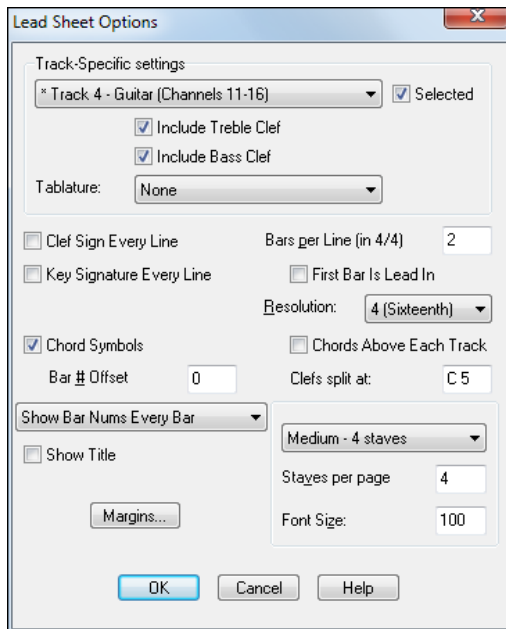 Lead Sheet Options
Track-Specific settings
* Track 4 - Guitar (Channels 11-16)
Selected
Include Treble Clef
Include Bass Clef
Tablature: None
Clef Sign Every Line
Bars per Line (in 4/4) 2
Key Signature Every Line
First Bar Is Lead In
Resolution: 4 (Sixteenth)
Chord Symbols
Chords Above Each Track
Bar # Offset 0
Clefs split at: C 5
Show Bar Nums Every Bar
Medium - 4 staves
Show Title
Staves per page 4
Margins...
Font Size: 100
OK Cancel Help